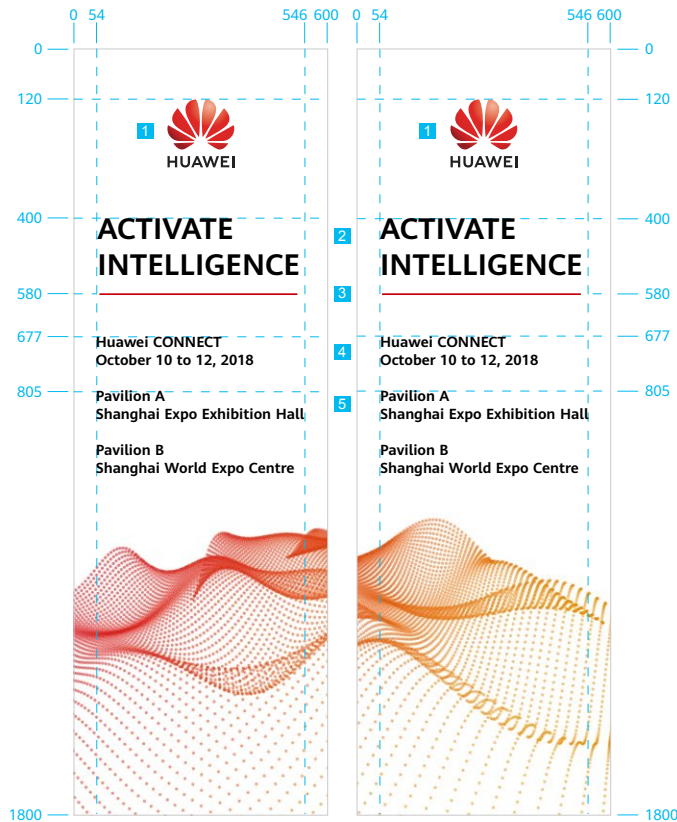 0 54 546 600 0 54 546 600
0 0
120 120
1 1
HUAWEI HUAWEI
400 400
ACTIVATE 2 ACTIVATE
INTELLIGENCE INTELLIGENCE
580 3 580
677 677
Huawei CONNECT Huawei CONNECT
October 10 to 12, 2018 4 October 10 to 12, 2018
805 805
Pavilion A 5 Pavilion A
Shanghai Expo Exhibition Hall Shanghai Expo Exhibition Hall
Pavilion B Pavilion B
Shanghai World Expo Centre Shanghai World Expo Centre
1800 1800